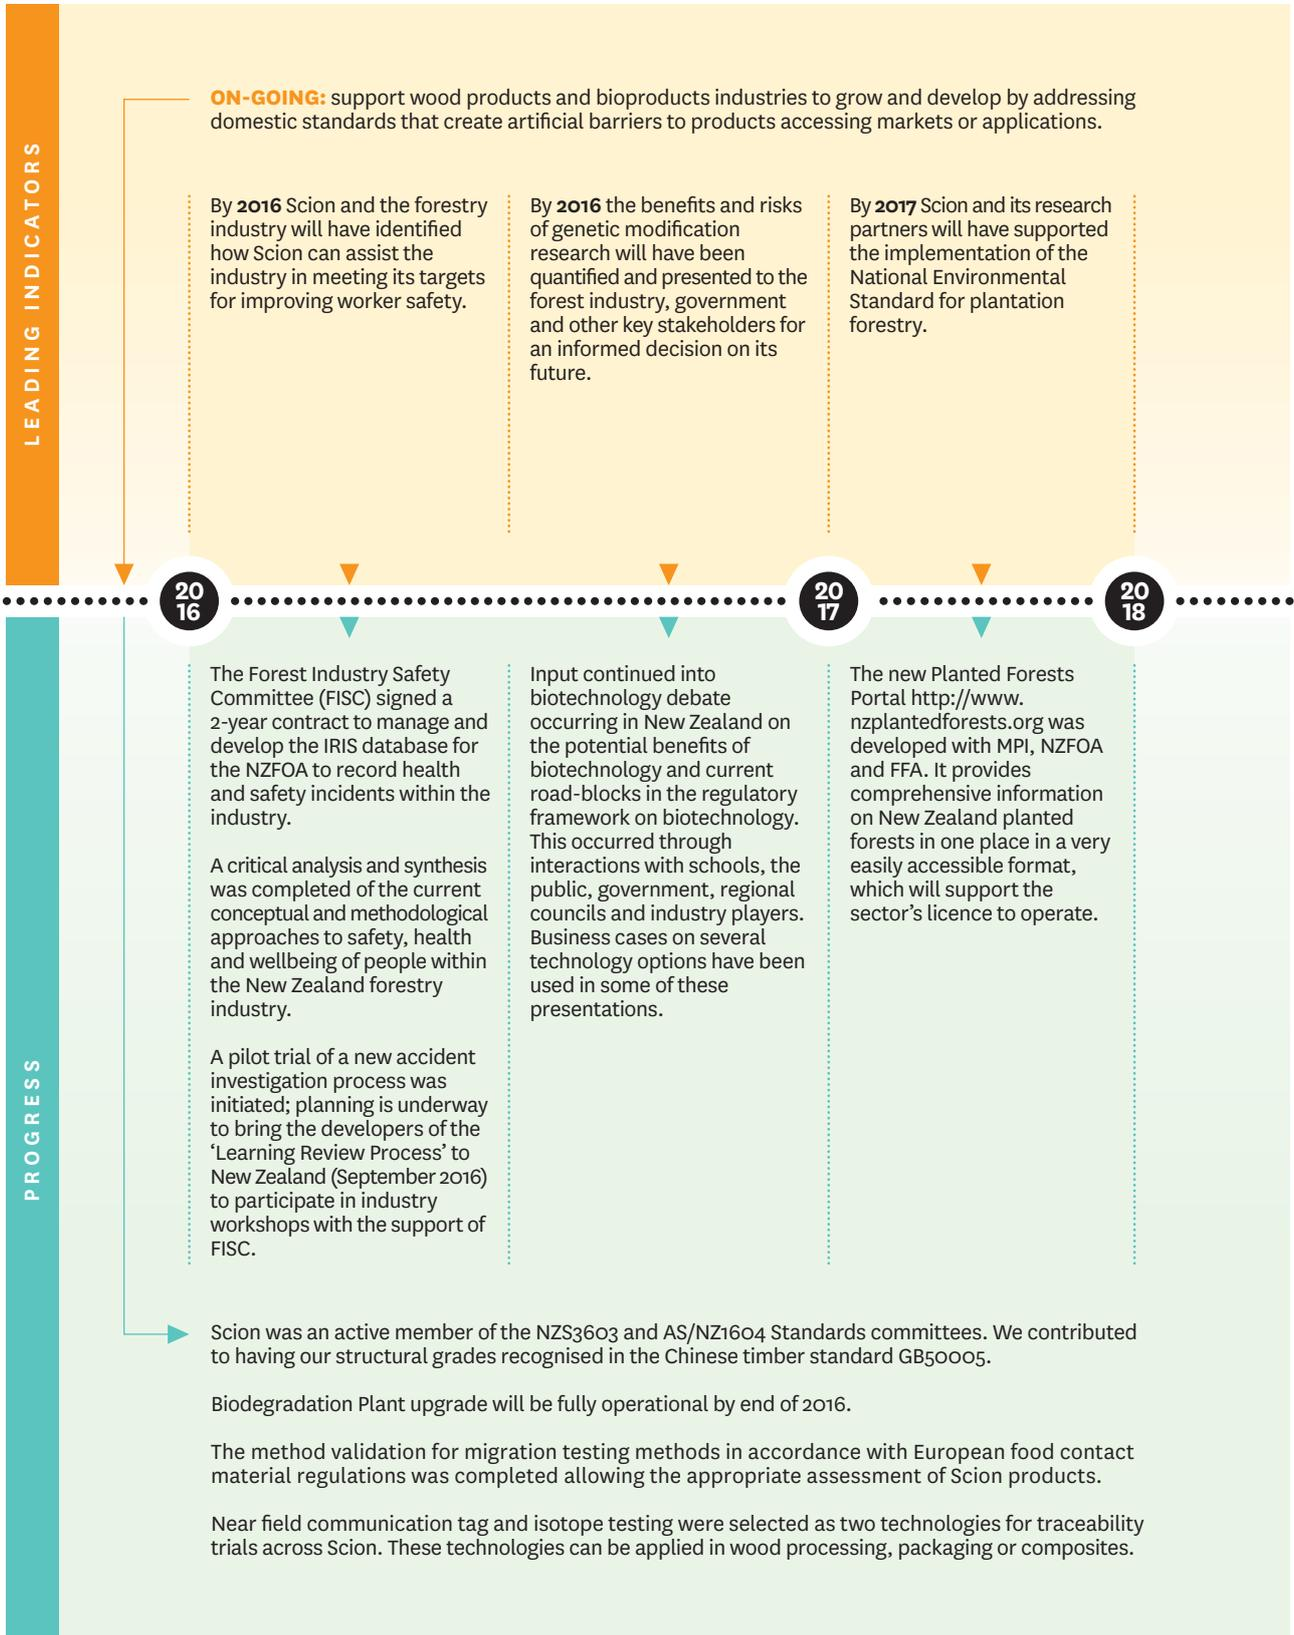 LEADING INDICATORS
ON-GOING: support wood products and bioproducts industries to grow and develop by addressing
domestic standards that create artificial barriers to products accessing markets or applications.
By 2016 Scion and the forestry
industry will have identified
how Scion can assist the
industry in meeting its targets
for improving worker safety.
By 2016 the benefits and risks
of genetic modification
research will have been
quantified and presented to the
forest industry, government
and other key stakeholders for
an informed decision on its
future.
By 2017 Scion and its research
partners will have supported
the implementation of the
National Environmental
Standard for plantation
forestry.
20
16
20
17
20
18
PROGRESS
The Forest Industry Safety
Committee (FISC) signed a
2-year contract to manage and
develop the IRIS database for
the NZFOA to record health
and safety incidents within the
industry.
A critical analysis and synthesis
was completed of the current
conceptual and methodological
approaches to safety, health
and wellbeing of people within
the New Zealand forestry
industry.
A pilot trial of a new accident
investigation process was
initiated; planning is underway
to bring the developers of the
‘Learning Review Process’ to
New Zealand (September 2016)
to participate in industry
workshops with the support of
FISC.
Input continued into
biotechnology debate
occurring in New Zealand on
the potential benefits of
biotechnology and current
road-blocks in the regulatory
framework on biotechnology.
This occurred through
interactions with schools, the
public, government, regional
councils and industry players.
Business cases on several
technology options have been
used in some of these
presentations.
The new Planted Forests
Portal http://www.
nzplantedforests.org was
developed with MPI, NZFOA
and FFA. It provides
comprehensive information
on New Zealand planted
forests in one place in a very
easily accessible format,
which will support the
sector’s licence to operate.
Scion was an active member of the NZS3603 and AS/NZ1604 Standards committees. We contributed
to having our structural grades recognised in the Chinese timber standard GB50005.
Biodegradation Plant upgrade will be fully operational by end of 2016.
The method validation for migration testing methods in accordance with European food contact
material regulations was completed allowing the appropriate assessment of Scion products.
Near field communication tag and isotope testing were selected as two technologies for traceability
trials across Scion. These technologies can be applied in wood processing, packaging or composites.